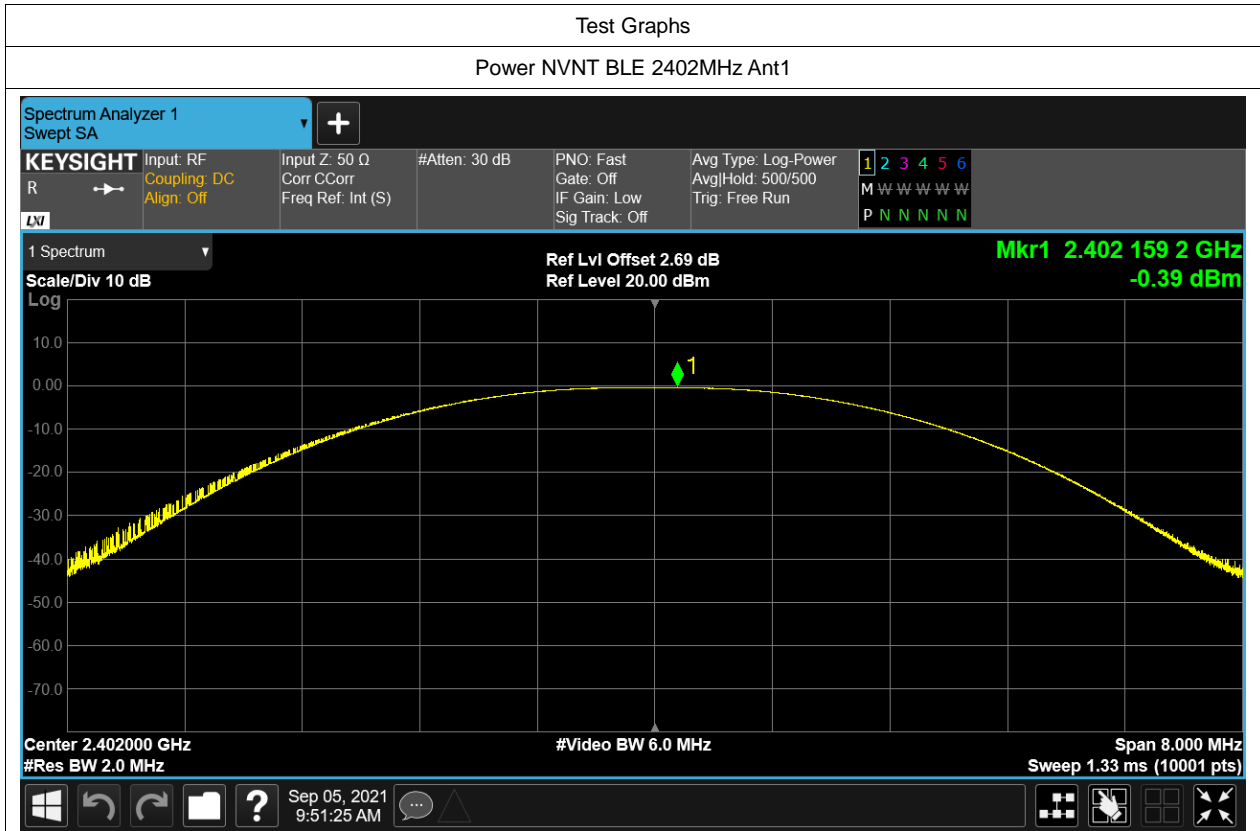 Test Graphs
Power NVNT BLE 2402MHz Ant1
Spectrum Analyzer 1
Swept SA
KEYSIGHT
R
LXI
Input: RF
Coupling: DC
Align: Off
Input Z: 50 Ω
Corr CCorr
Freq Ref: Int (S)
#Atten: 30 dB
PNO: Fast
Gate: Off
IF Gain: Low
Sig Track: Off
Avg Type: Log-Power
Avg|Hold: 500/500
Trig: Free Run
1 2 3 4 5 6
M W W W W W
P N N N N N
1 Spectrum
Scale/Div 10 dB
Ref Lvl Offset 2.69 dB
Ref Level 20.00 dBm
Mkr1 2.402 159 2 GHz
-0.39 dBm
Log
10.0
0.00
-10.0
-20.0
-30.0
-40.0
-50.0
-60.0
-70.0
1
Center 2.402000 GHz
#Res BW 2.0 MHz
#Video BW 6.0 MHz
Span 8.000 MHz
Sweep 1.33 ms (10001 pts)
?
Sep 05, 2021
9:51:25 AM